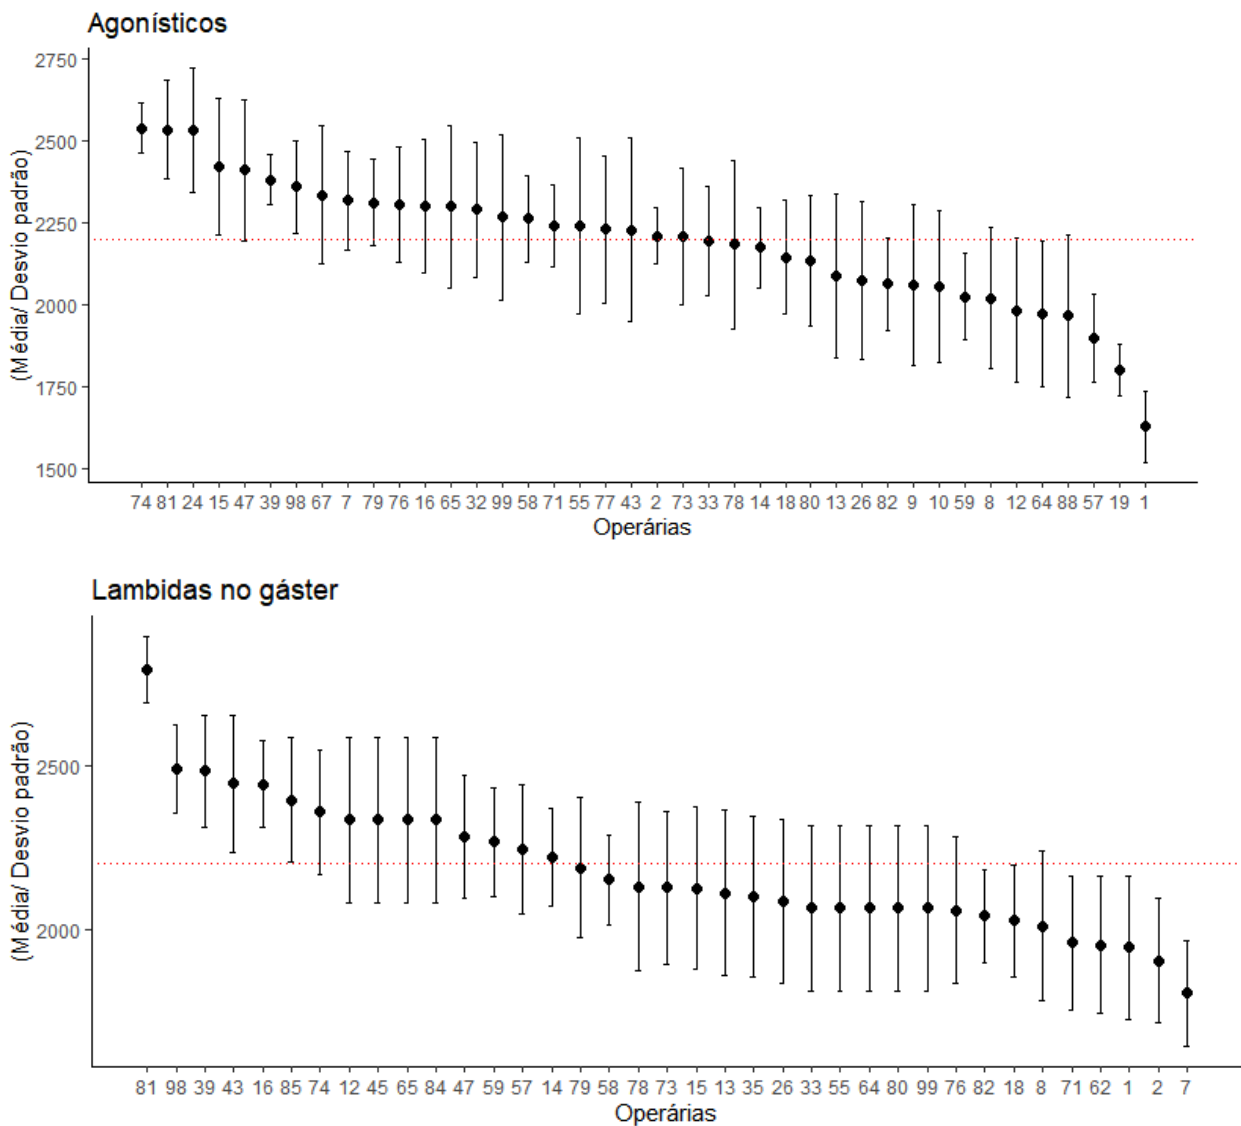 Agonísticos
(Média/ Desvio padrão)
2750
2500
2250
2000
1750
1500
74 81 24 15 47 39 98 67 7 79 76 16 65 32 99 58 71 55 77 43 2 73 33 78 14 18 80 13 26 82 9 10 59 8 12 64 88 57 19 1
Operárias
Lambidas no gáster
(Média/ Desvio padrão)
2500
2000
81 98 39 43 16 85 74 12 45 65 84 47 59 57 14 79 58 78 73 15 13 35 26 33 55 64 80 99 76 82 18 8 71 62 1 2 7
Operárias